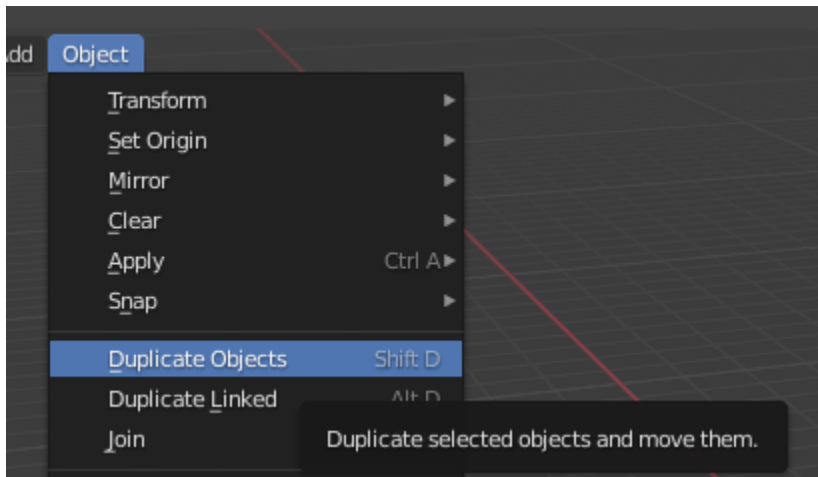 Object
Transform
Set Origin
Mirror
Clear
Apply Ctrl A
Snap
Duplicate Objects Shift D
Duplicate Linked Alt D
Join
Duplicate selected objects and move them.